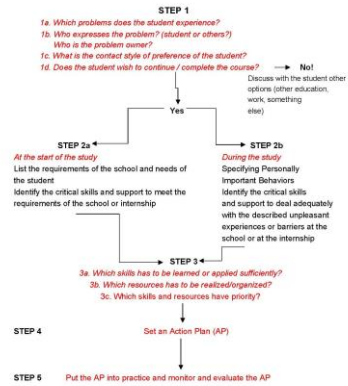 STEP 1
1a. Which problems does the student experience?
1b. Who expresses the problem? (student or others?)
Who is the problem owner?
1c. What is the contact style of preference of the student?
1d. Does the student wish to continue / complete the course?
No!
Discuss with the student other
options (other education,
work, something
else)
Yes
STEP 2a
At the start of the study
List the requirements of the school and needs of
the student
Identify the critical skills and support to meet the
requirements of the school or internship
STEP 2b
During the study
Specifying Personally
Important Behaviors
Identify the critical skills
and support to deal adequately
with the described unpleasant
experiences or barriers at the
school or at the internship
STEP 3
3a. Which skills has to be learned or applied sufficiently?
3b. Which resources has to be realized/organized?
3c. Which skills and resources have priority?
STEP 4
Set an Action Plan (AP)
STEP 5
Put the AP into practice and monitor and evaluate the AP